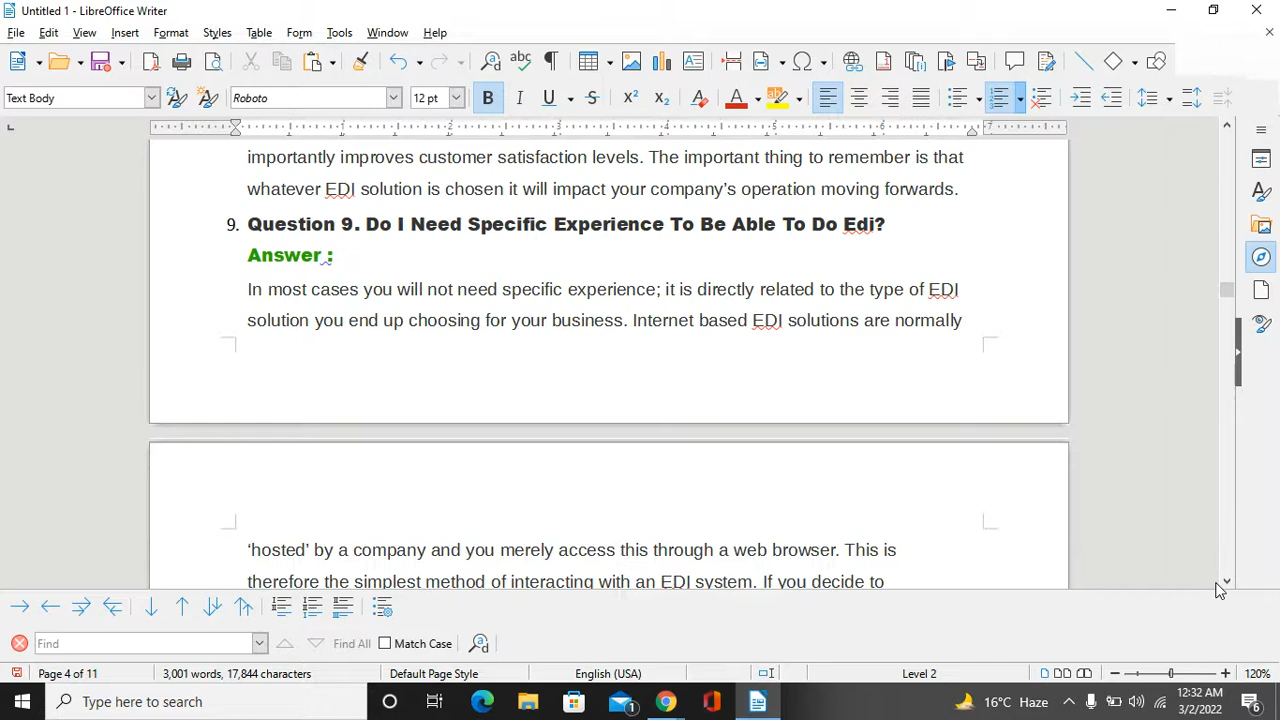 Untitled 1 - LibreOffice Writer
File Edit View Insert Format Styles Table Form Tools Window Help
Text Body Roboto 12 pt
importantly improves customer satisfaction levels. The important thing to remember is that
whatever EDI solution is chosen it will impact your company's operation moving forwards.
9. Question 9. Do I Need Specific Experience To Be Able To Do Edi?
Answer :
In most cases you will not need specific experience; it is directly related to the type of EDI
solution you end up choosing for your business. Internet based EDI solutions are normally
‘hosted’ by a company and you merely access this through a web browser. This is
therefore the simplest method of interacting with an EDI system. If you decide to
Find Find All Match Case
Page 4 of 11 3,001 words, 17,844 characters Default Page Style English (USA) Level 2 120%
Type here to search 1 16°C Haze 12:32 AM 6
3/2/2022